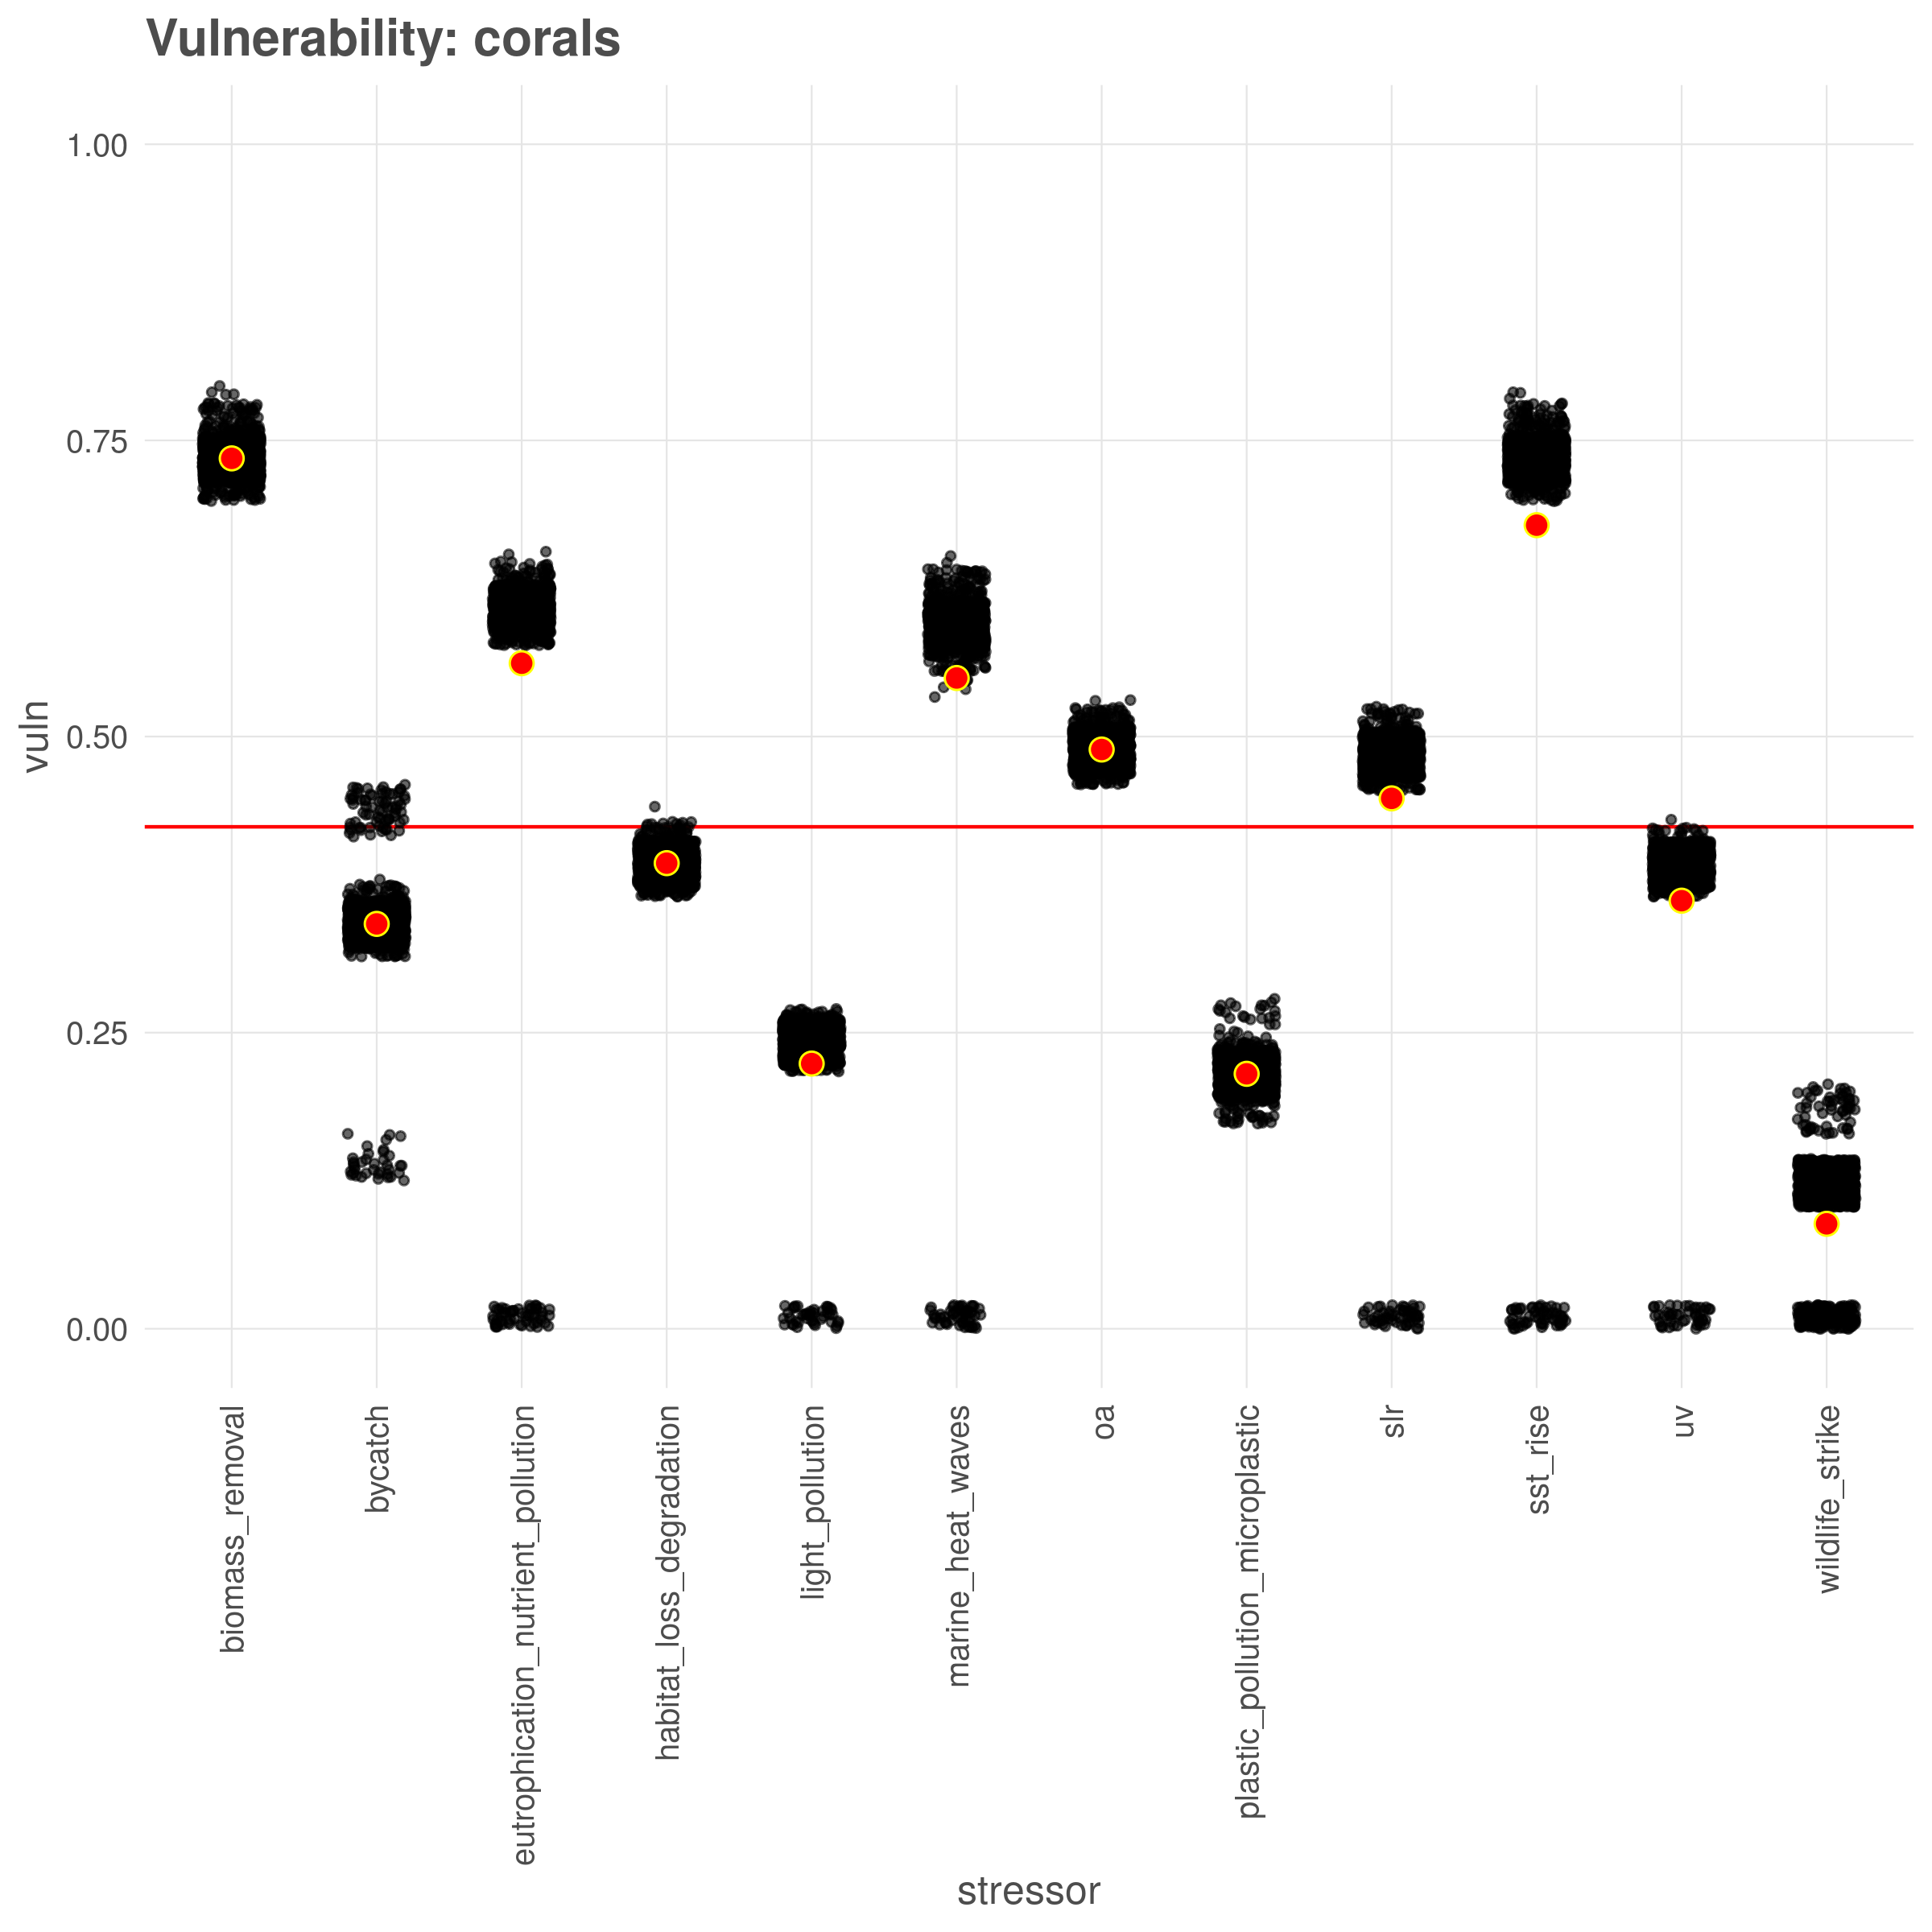 Vulnerability: corals
vuln
1.00
0.75
0.50
0.25
0.00
biomass_removal
bycatch
eutrophication_nutrient_pollution
habitat_loss_degradation
light_pollution
marine_heat_waves
oa
plastic_pollution_microplastic
slr
sst_rise
uv
wildlife_strike
stressor